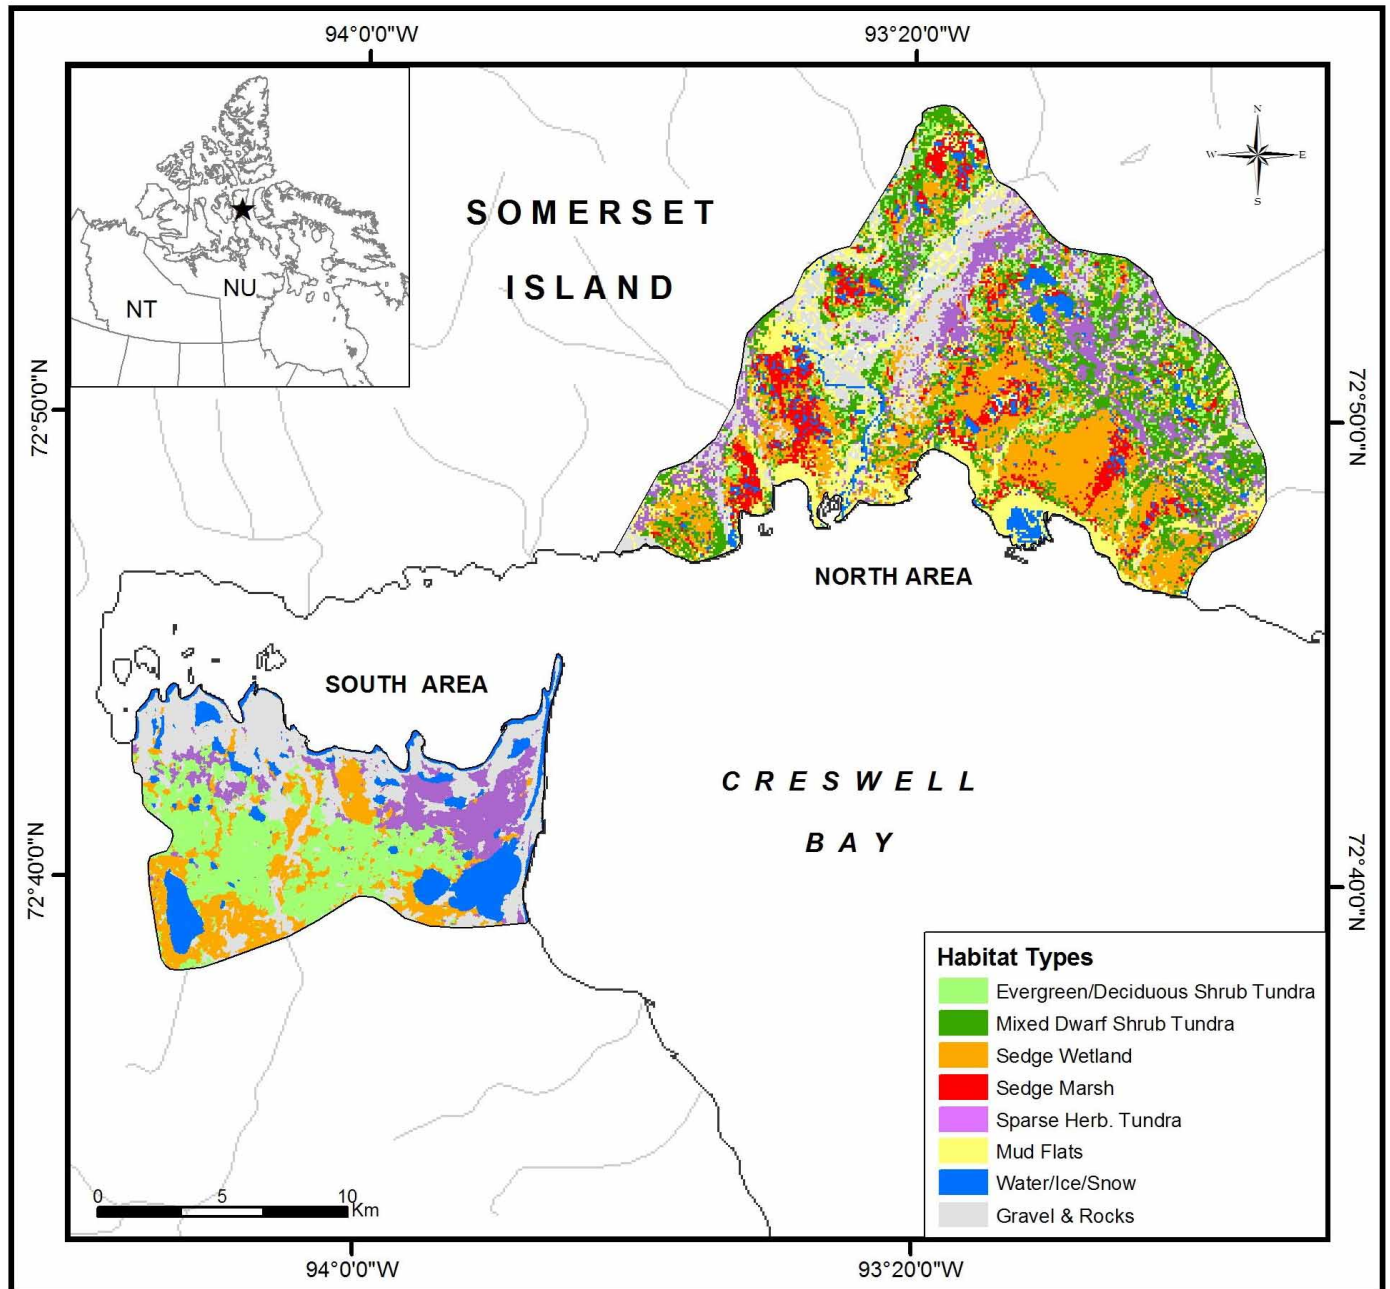 94°0'0"W
93°20'0"W
N
W
E
S
NT
NU
SOMERSET
ISLAND
72°50'0"N
72°50'0"N
NORTH AREA
SOUTH AREA
CRESWELL
BAY
72°40'0"N
72°40'0"N
Habitat Types
Evergreen/Deciduous Shrub Tundra
Mixed Dwarf Shrub Tundra
Sedge Wetland
Sedge Marsh
Sparse Herb. Tundra
Mud Flats
Water/Ice/Snow
Gravel & Rocks
0 5 10
Km
94°0'0"W
93°20'0"W